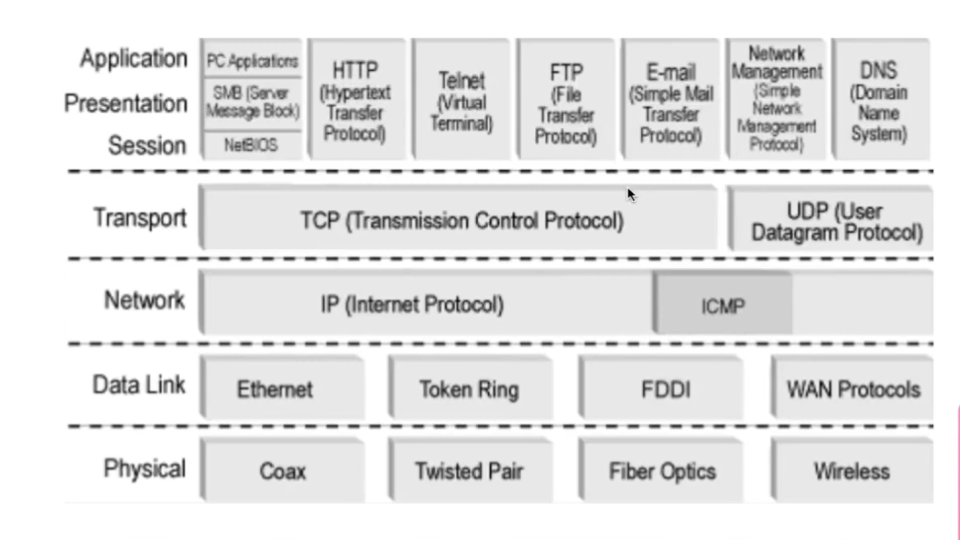 Application
Presentation
Session
PC Applications
SMB (Server
Message Block)
NetBIOS
HTTP
(Hypertext
Transfer
Protocol)
Telnet
(Virtual
Terminal)
FTP
(File
Transfer
Protocol)
E-mail
(Simple Mail
Transfer
Protocol)
Network
Management
(Simple
Network
Management
Protocol)
DNS
(Domain
Name
System)
Transport
TCP (Transmission Control Protocol)
UDP (User
Datagram Protocol)
Network
IP (Internet Protocol)
ICMP
Data Link
Ethernet
Token Ring
FDDI
WAN Protocols
Physical
Coax
Twisted Pair
Fiber Optics
Wireless